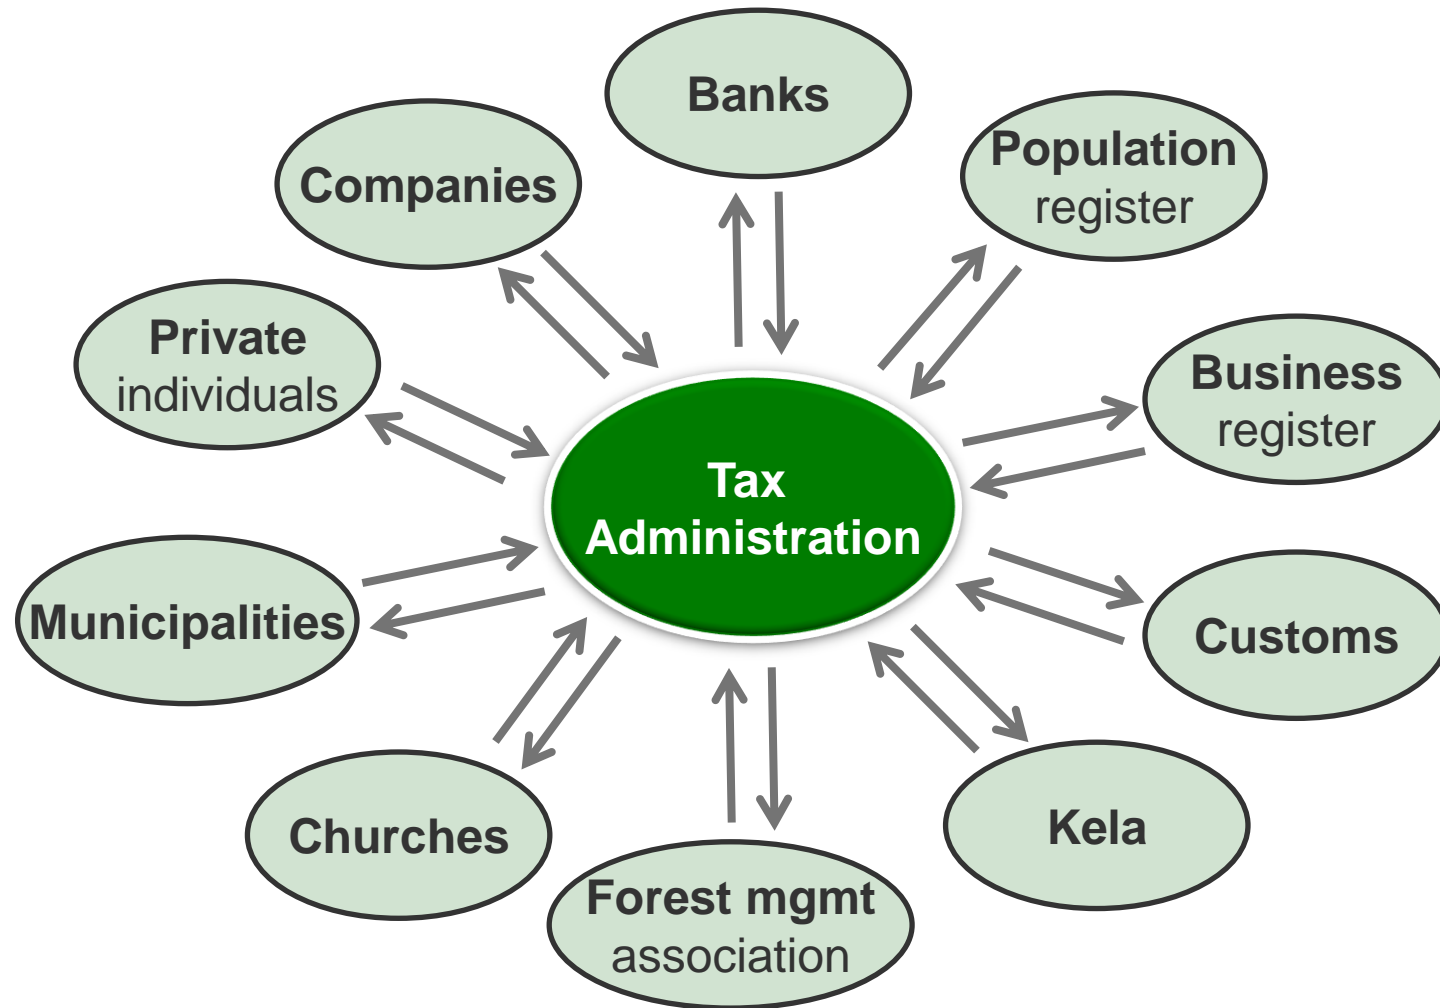 Banks
Population
register
Companies
Private
individuals
Business
register
Tax
Administration
Municipalities
Customs
Churches
Kela
Forest mgmt
association